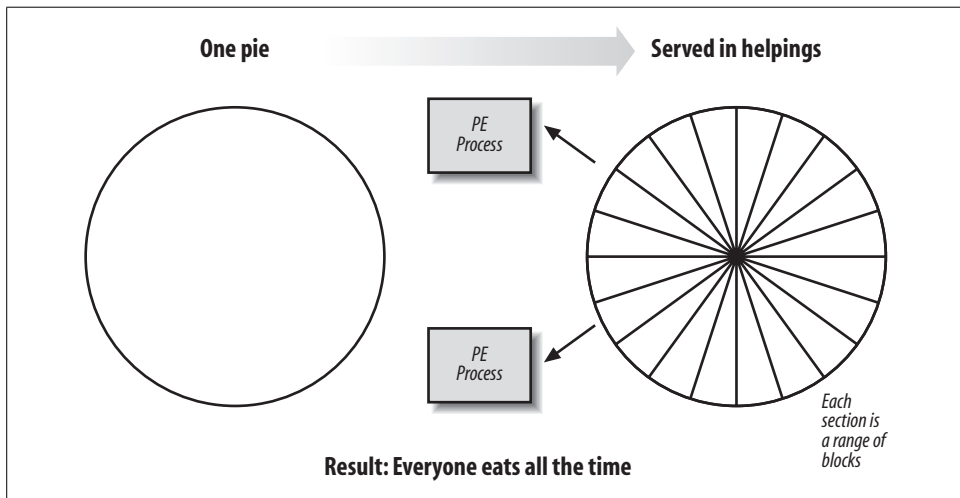 One pie
Served in helpings
PE
Process
PE
Process
Each
section is
a range of
blocks
Result: Everyone eats all the time